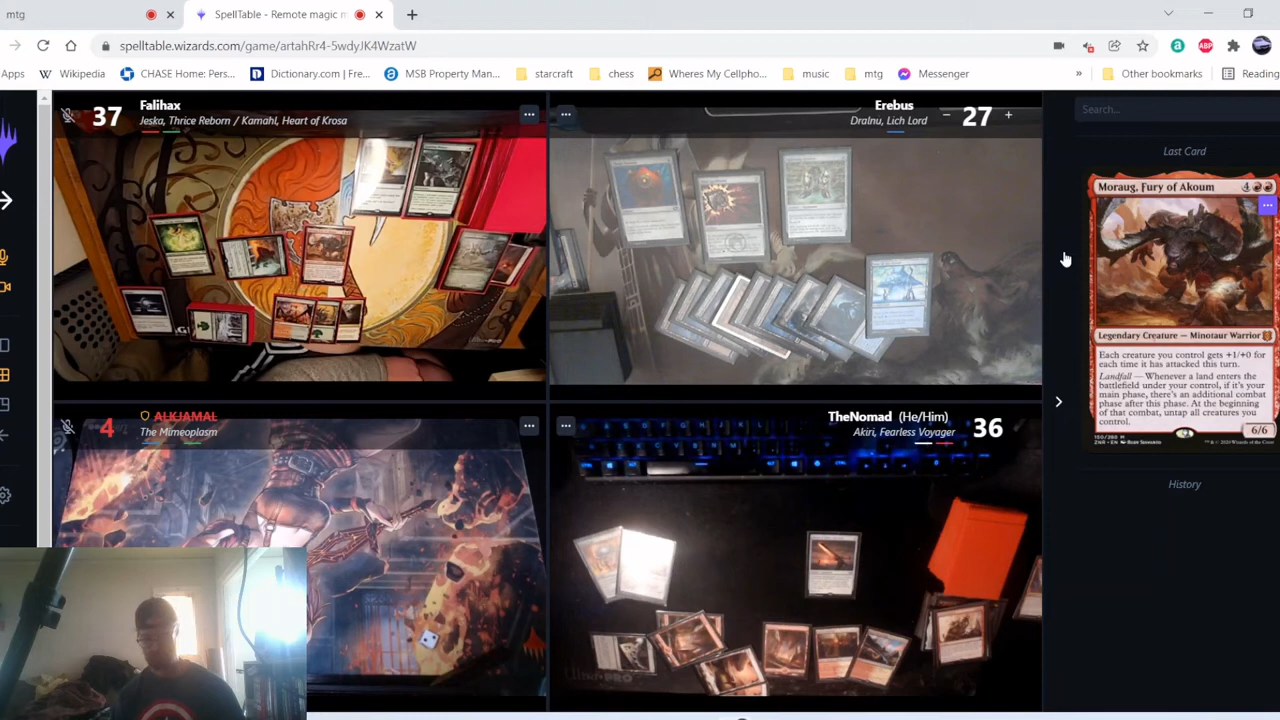 mtg
SpellTable - Remote magic m
spelltable.wizards.com/game/artahRr4-5wdyJK4WzatW
Apps
Wikipedia
CHASE Home: Pers...
Dictionary.com | Fre...
MSB Property Man...
starcraft
chess
Wheres My Cellpho...
music
mtg
Messenger
»
Other bookmarks
Reading
37
Falihax
Jeska, Thrice Reborn / Kamahl, Heart of Krosa
Erebus
Dralnu, Lich Lord
27
Search...
Last Card
Moraug, Fury of Akoum
Legendary Creature — Minotaur Warrior
Each creature you control gets +1/+0 for
each time it has attacked this turn.
Landfall — Whenever a land enters the
battlefield under your control, if it's your
main phase, there's an additional combat
phase after this phase. At the beginning
of that combat, untap all creatures you
control.
6/6
History
4
ALKJAMAL
The Mimeoplasm
TheNomad (He/Him)
Akiri, Fearless Voyager
36